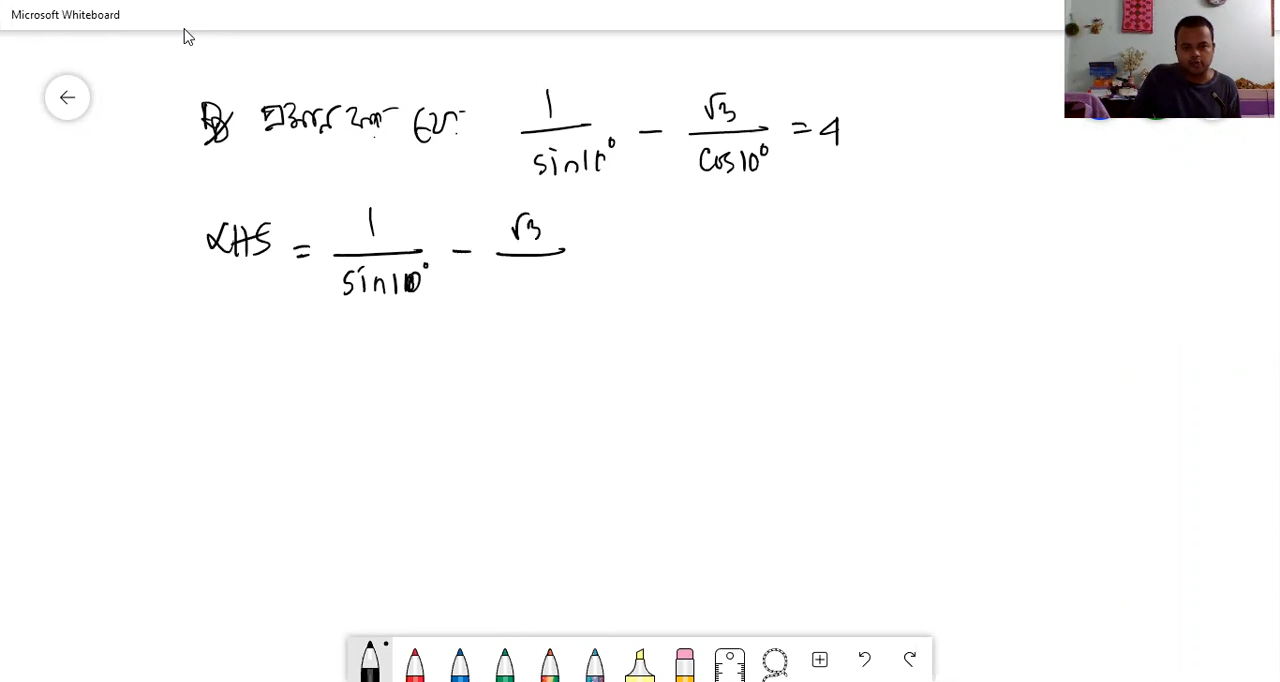 Microsoft Whiteboard
1/sin10° - √3/cos10° = 4
LHS = 1/sin10° - √3